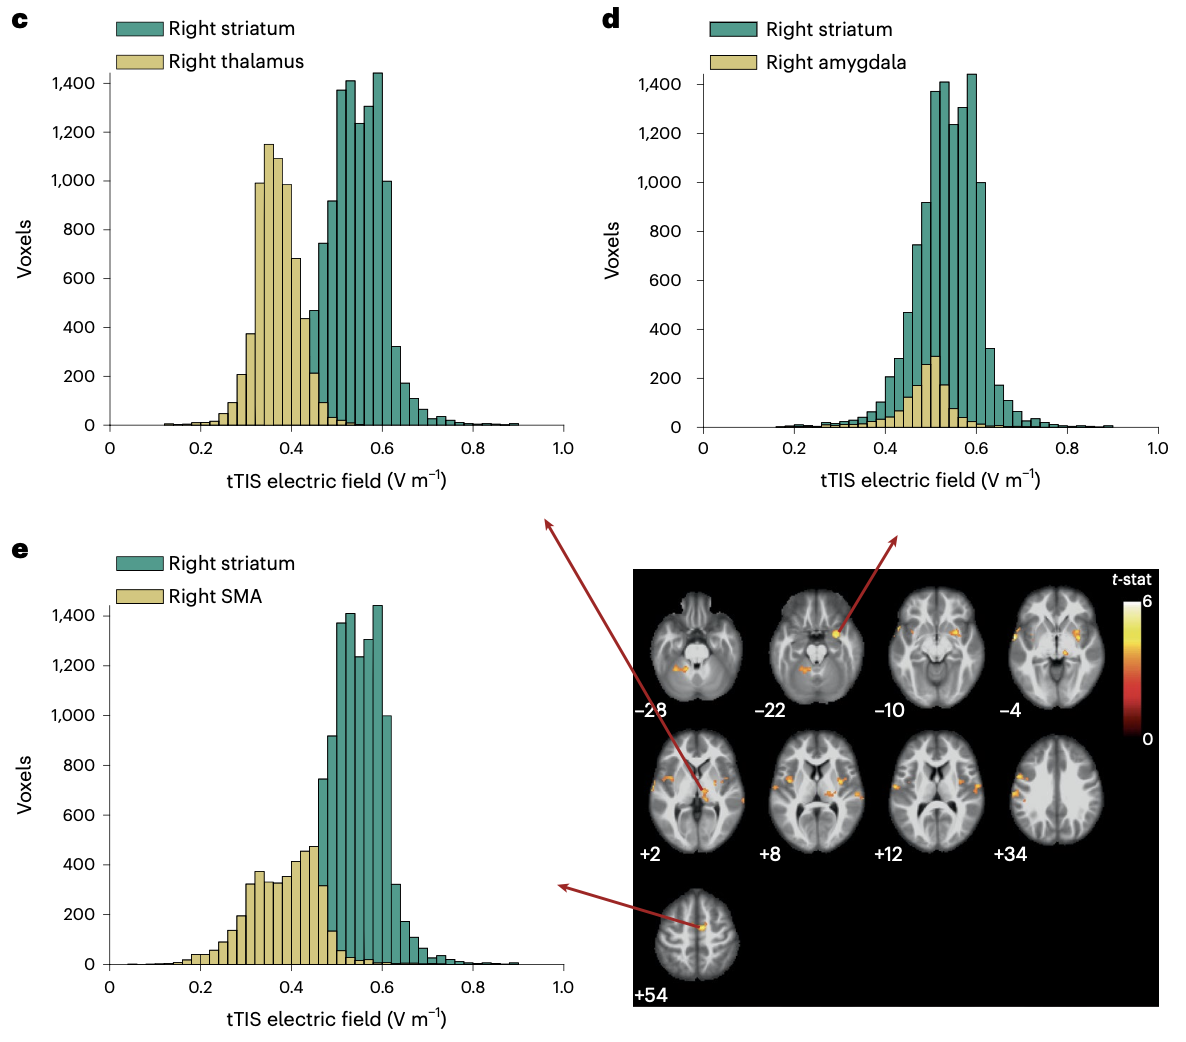 c
Right striatum
Right thalamus
1,400
1,200
1,000
800
600
400
200
0
Voxels
0 0.2 0.4 0.6 0.8 1.0
tTIS electric field (V m⁻¹)
d
Right striatum
Right amygdala
1,400
1,200
1,000
800
600
400
200
0
Voxels
0 0.2 0.4 0.6 0.8 1.0
tTIS electric field (V m⁻¹)
e
Right striatum
Right SMA
1,400
1,200
1,000
800
600
400
200
0
Voxels
0 0.2 0.4 0.6 0.8 1.0
tTIS electric field (V m⁻¹)
t-stat
6
0
−28 −22 −10 −4
+2 +8 +12 +34
+54